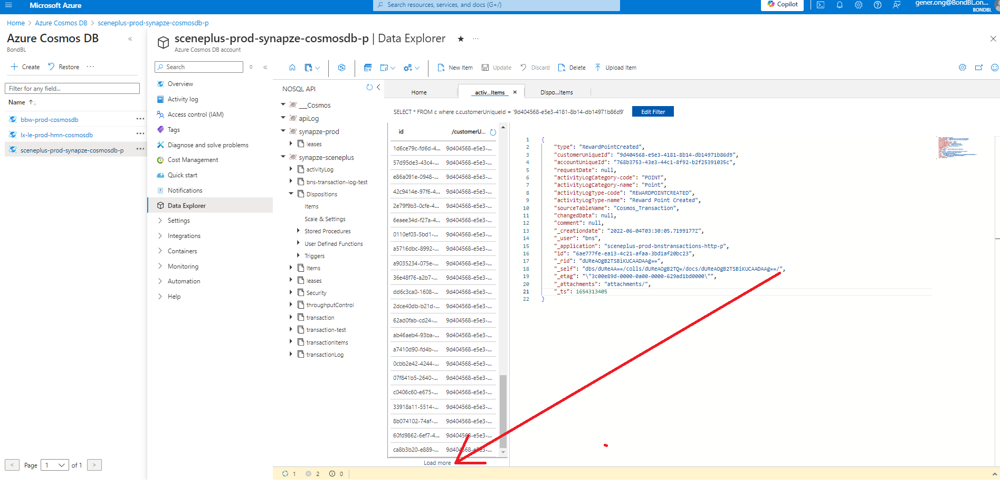 Microsoft Azure
Search resources, services, and docs (G+/)
Copilot
gener.ong@BondBL.on...
BONDBL
Home > Azure Cosmos DB > sceneplus-prod-synapze-cosmosdb-p
Azure Cosmos DB
BondBL
Create
Restore
Filter for any field...
Name
bbw-prod-cosmosdb
lx-le-prod-hmn-cosmosdb
sceneplus-prod-synapze-cosmosdb-p
Page 1 of 1
sceneplus-prod-synapze-cosmosdb-p | Data Explorer
Azure Cosmos DB account
Search
Overview
Activity log
Access control (IAM)
Tags
Diagnose and solve problems
Cost Management
Quick start
Notifications
Data Explorer
Settings
Integrations
Containers
Monitoring
Automation
Help
New Item
Update
Discard
Delete
Upload Item
NOSQL API
___Cosmos
apiLog
synapze-prod
leases
synapze-sceneplus
activityLog
bns-transaction-log-test
Dispositions
Items
Scale & Settings
Stored Procedures
User Defined Functions
Triggers
Items
leases
Security
throughputControl
transaction
transaction-test
transactionItems
transactionLog
Home
activ...Items
Dispo...Items
SELECT * FROM c where c.customerUniqueId = '9d404568-e5e3-4181-8b14-db14971b86d9'
Edit Filter
id /customerU...
1d6ce79c-fd6d-4... 9d404568-e5e3-...
57d95de3-43c4-... 9d404568-e5e3-...
e86a091e-0948-... 9d404568-e5e3-...
42c9414e-97f6-4... 9d404568-e5e3-...
2e79f9b3-0cfe-4... 9d404568-e5e3-...
6eaee34d-f27a-4... 9d404568-e5e3-...
0110ef03-5bd1-... 9d404568-e5e3-...
a5716dbc-8992-... 9d404568-e5e3-...
a9035234-075e-... 9d404568-e5e3-...
36e48f76-a2b7-... 9d404568-e5e3-...
dd6c3ca0-1608-... 9d404568-e5e3-...
2dce40db-b21d-... 9d404568-e5e3-...
62ad0fab-cd24-... 9d404568-e5e3-...
ab46aeb4-93ba-... 9d404568-e5e3-...
a7410d90-fd4b-... 9d404568-e5e3-...
0cbb2e42-4244-... 9d404568-e5e3-...
07f841b5-2640-... 9d404568-e5e3-...
c0406c60-e675-... 9d404568-e5e3-...
33918a11-5514-... 9d404568-e5e3-...
8b074102-74af-... 9d404568-e5e3-...
60fd9862-6ef7-4... 9d404568-e5e3-...
ca8b3b20-e889-... 9d404568-e5e3-...
Load more
1 {
2 "type": "RewardPointCreated",
3 "customerUniqueId": "9d404568-e5e3-4181-8b14-db14971b86d9",
4 "accountUniqueId": "768b3753-43e3-44c1-8f92-b2f25391035c",
5 "requestDate": null,
6 "activityLogCategory-code": "POINT",
7 "activityLogCategory-name": "Point",
8 "activityLogType-code": "REWARDPOINTCREATED",
9 "activityLogType-name": "Reward Point Created",
10 "sourceTableName": "Cosmos_Transaction",
11 "changedData": null,
12 "comment": null,
13 "_creationdate": "2022-06-04T03:30:05.7199177Z",
14 "_user": "bns",
15 "_application": "sceneplus-prod-bnstransactions-http-p",
16 "id": "6ae777fe-ea13-4c21-afaa-3bd1af20bc23",
17 "_rid": "dUReAOgB2TSBiKUCAADAAg==",
18 "_self": "dbs/dUReAA==/colls/dUReAOgB2TQ=/docs/dUReAOgB2TSBiKUCAADAAg==/",
19 "_etag": "\"3c00e89d-0000-0a00-0000-629ad1bd0000\"",
20 "_attachments": "attachments/",
21 "_ts": 1654313405
22 }
1 2 0